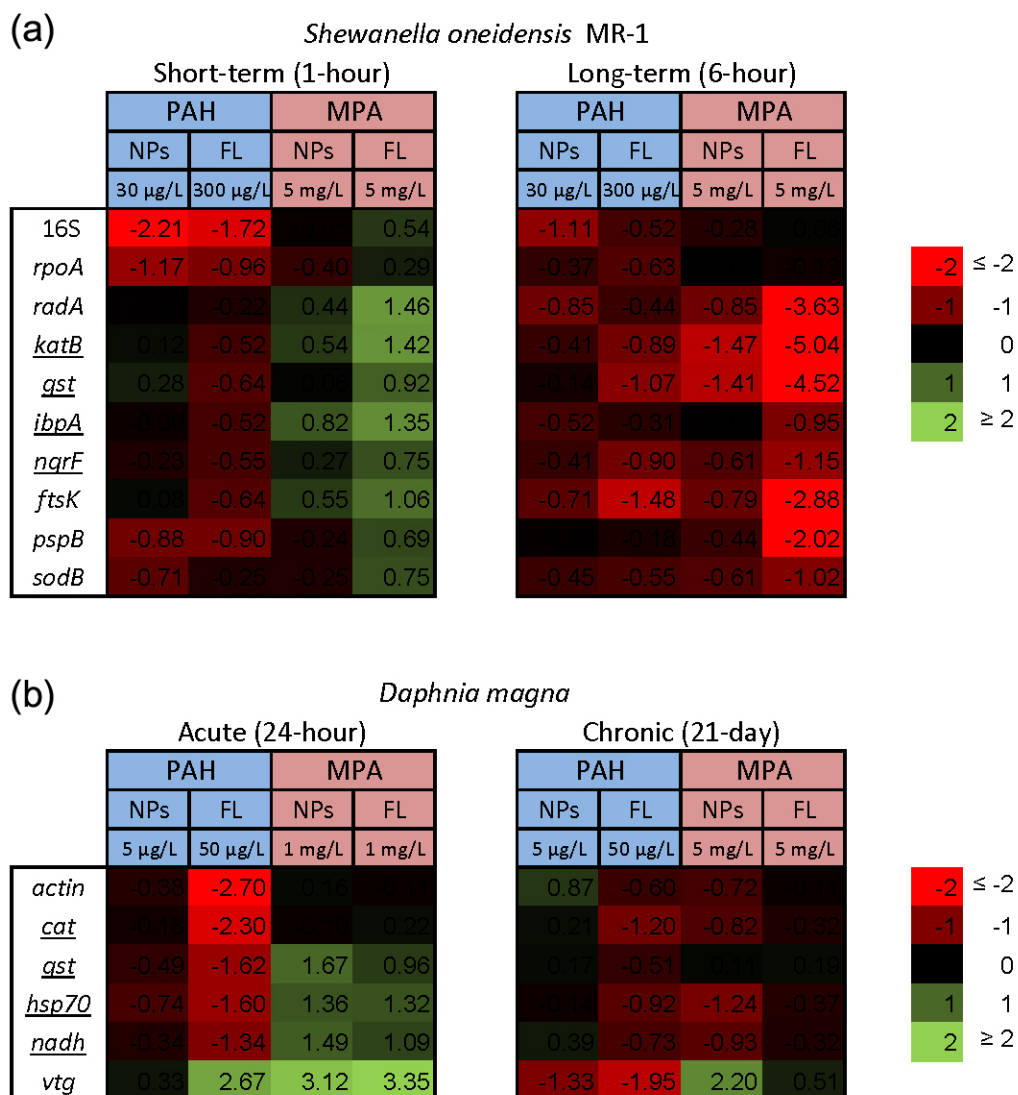 (a)
Shewanella oneidensis MR-1
Short-term (1-hour) Long-term (6-hour)
PAH MPA PAH MPA
NPs FL NPs FL NPs FL NPs FL
30 µg/L 300 µg/L 5 mg/L 5 mg/L 30 µg/L 300 µg/L 5 mg/L 5 mg/L
16S -2.21 -1.72 0.54 -1.11 -0.52 -0.28 0.08
rpoA -1.17 -0.96 -0.40 0.29 -0.37 -0.63 -0.12
radA -0.22 0.44 1.46 -0.85 -0.44 -0.85 -3.63
katB 0.12 -0.52 0.54 1.42 -0.41 -0.89 -1.47 -5.04
gst 0.28 -0.64 0.08 0.92 -0.14 -1.07 -1.41 -4.52
ibpA -0.09 -0.52 0.82 1.35 -0.52 -0.31 -0.95
nqrF -0.23 -0.55 0.27 0.75 -0.41 -0.90 -0.61 -1.15
ftsK 0.08 -0.64 0.55 1.06 -0.71 -1.48 -0.79 -2.88
pspB -0.88 -0.90 -0.24 0.69 -0.18 -0.44 -2.02
sodB -0.71 -0.25 -0.25 0.75 -0.45 -0.55 -0.61 -1.02
-2 ≤ -2
-1 -1
0
1 1
2 ≥ 2
(b)
Daphnia magna
Acute (24-hour) Chronic (21-day)
PAH MPA PAH MPA
NPs FL NPs FL NPs FL NPs FL
5 µg/L 50 µg/L 1 mg/L 1 mg/L 5 µg/L 50 µg/L 5 mg/L 5 mg/L
actin -0.38 -2.70 0.16 0.87 -0.60 -0.72
cat -0.18 -2.30 -0.10 0.22 0.21 -1.20 -0.82 -0.32
gst -0.49 -1.62 1.67 0.96 0.17 -0.51 0.11 0.19
hsp70 -0.74 -1.60 1.36 1.32 -0.92 -1.24 -0.37
nadh -0.34 -1.34 1.49 1.09 0.39 -0.73 -0.93 -0.32
vtg 0.33 2.67 3.12 3.35 -1.33 -1.95 2.20 0.51
-2 ≤ -2
-1 -1
0
1 1
2 ≥ 2